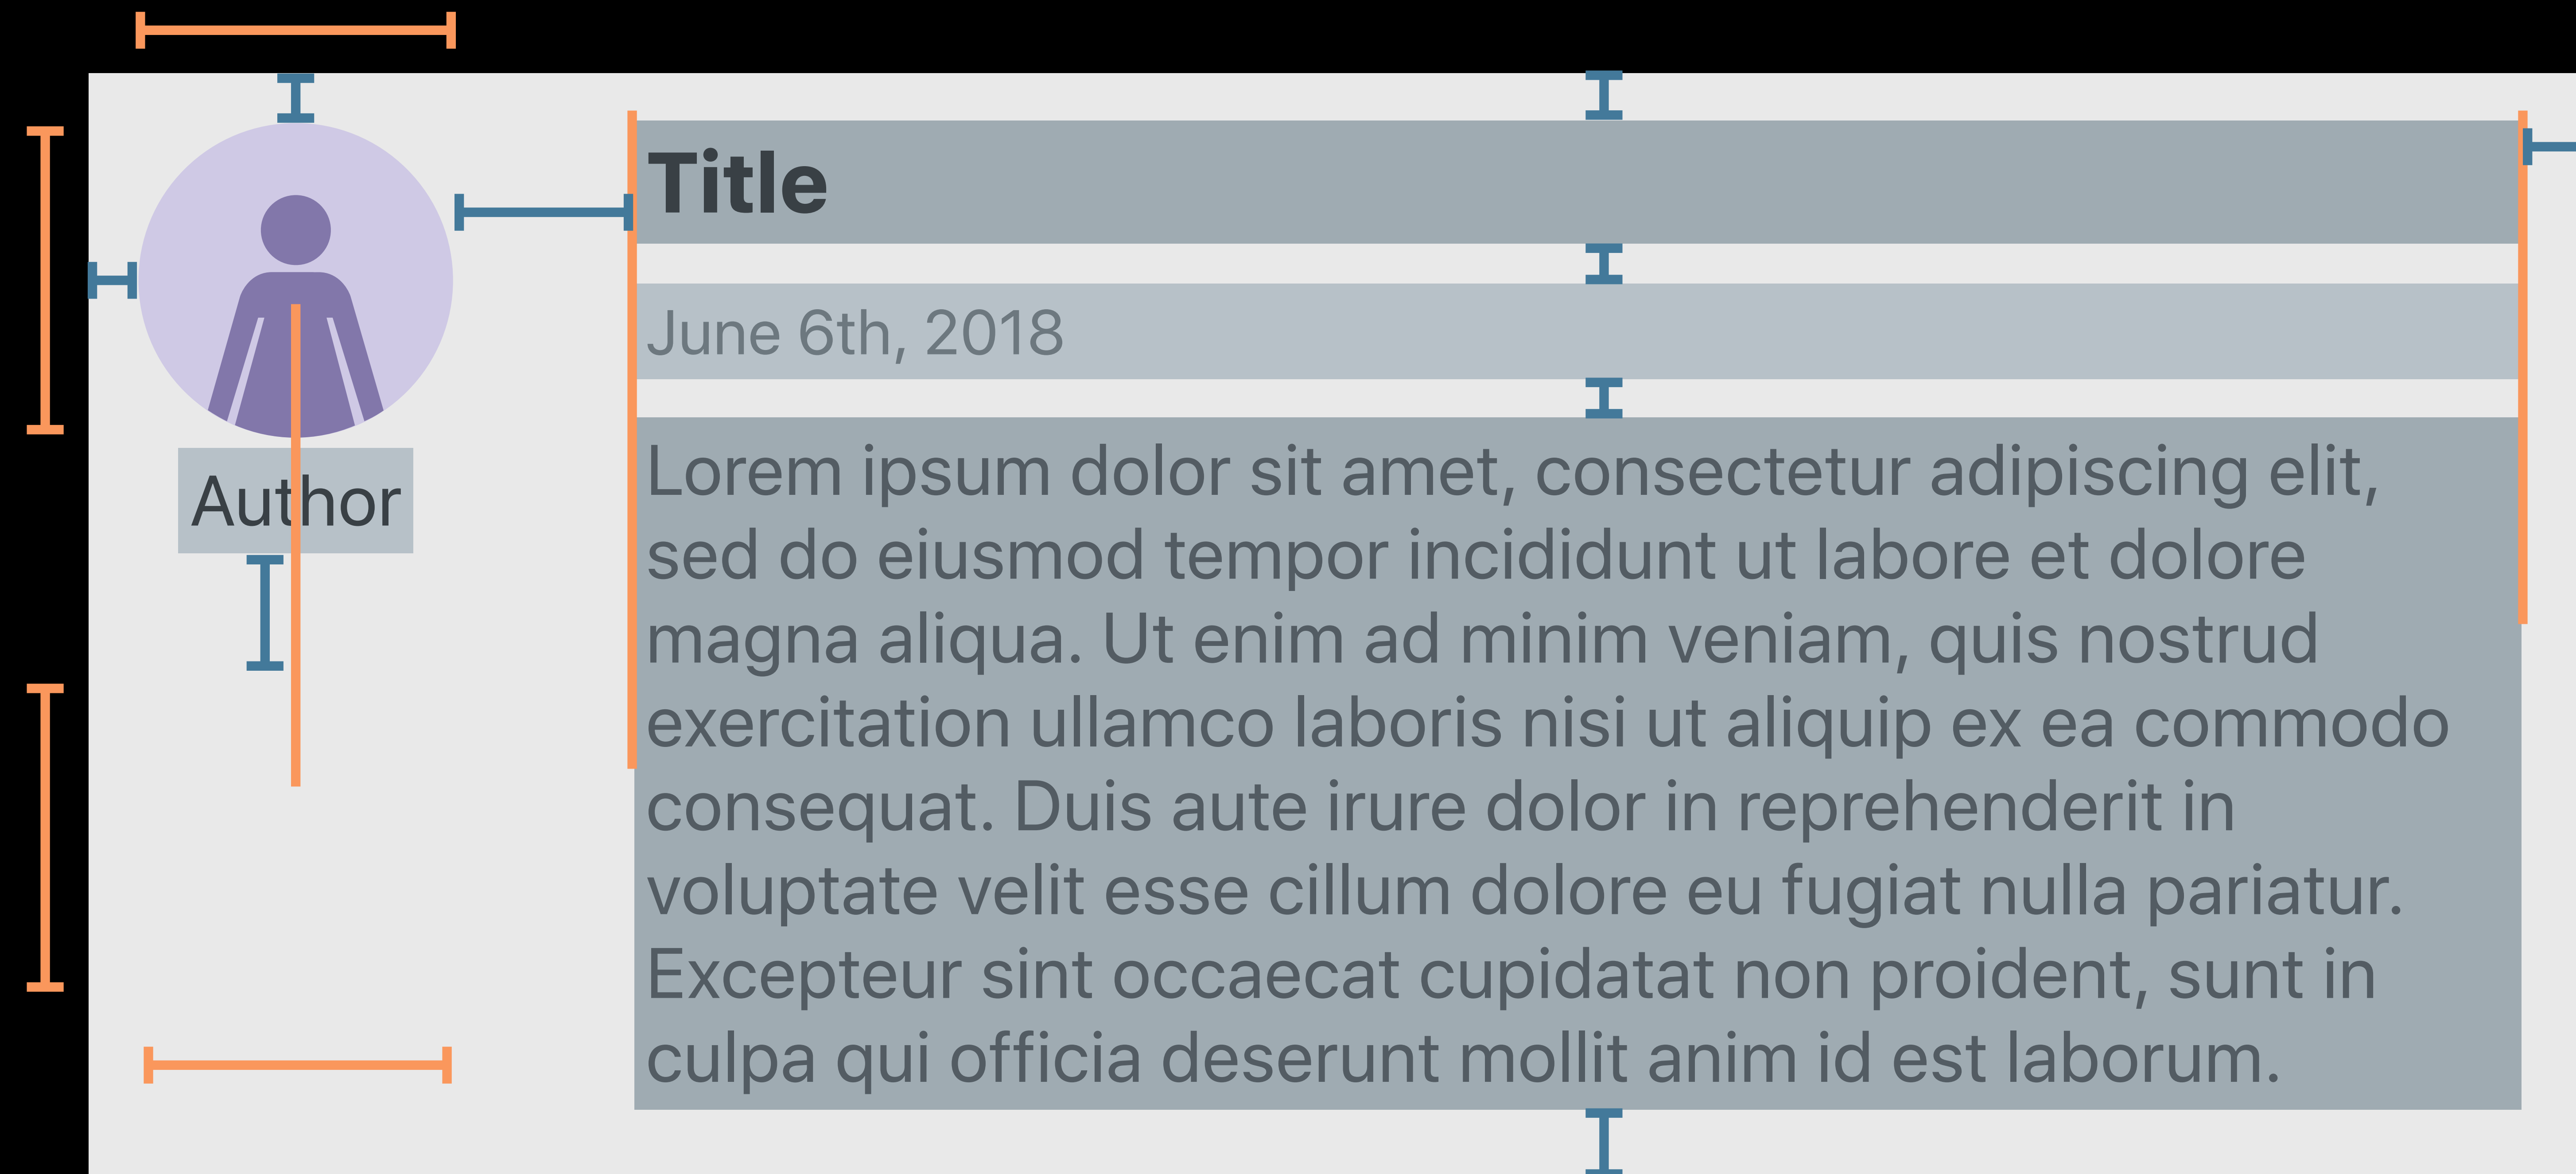 Title
June 6th, 2018
Author
Lorem ipsum dolor sit amet, consectetur adipiscing elit,
sed do eiusmod tempor incididunt ut labore et dolore
magna aliqua. Ut enim ad minim veniam, quis nostrud
exercitation ullamco laboris nisi ut aliquip ex ea commodo
consequat. Duis aute irure dolor in reprehenderit in
voluptate velit esse cillum dolore eu fugiat nulla pariatur.
Excepteur sint occaecat cupidatat non proident, sunt in
culpa qui officia deserunt mollit anim id est laborum.